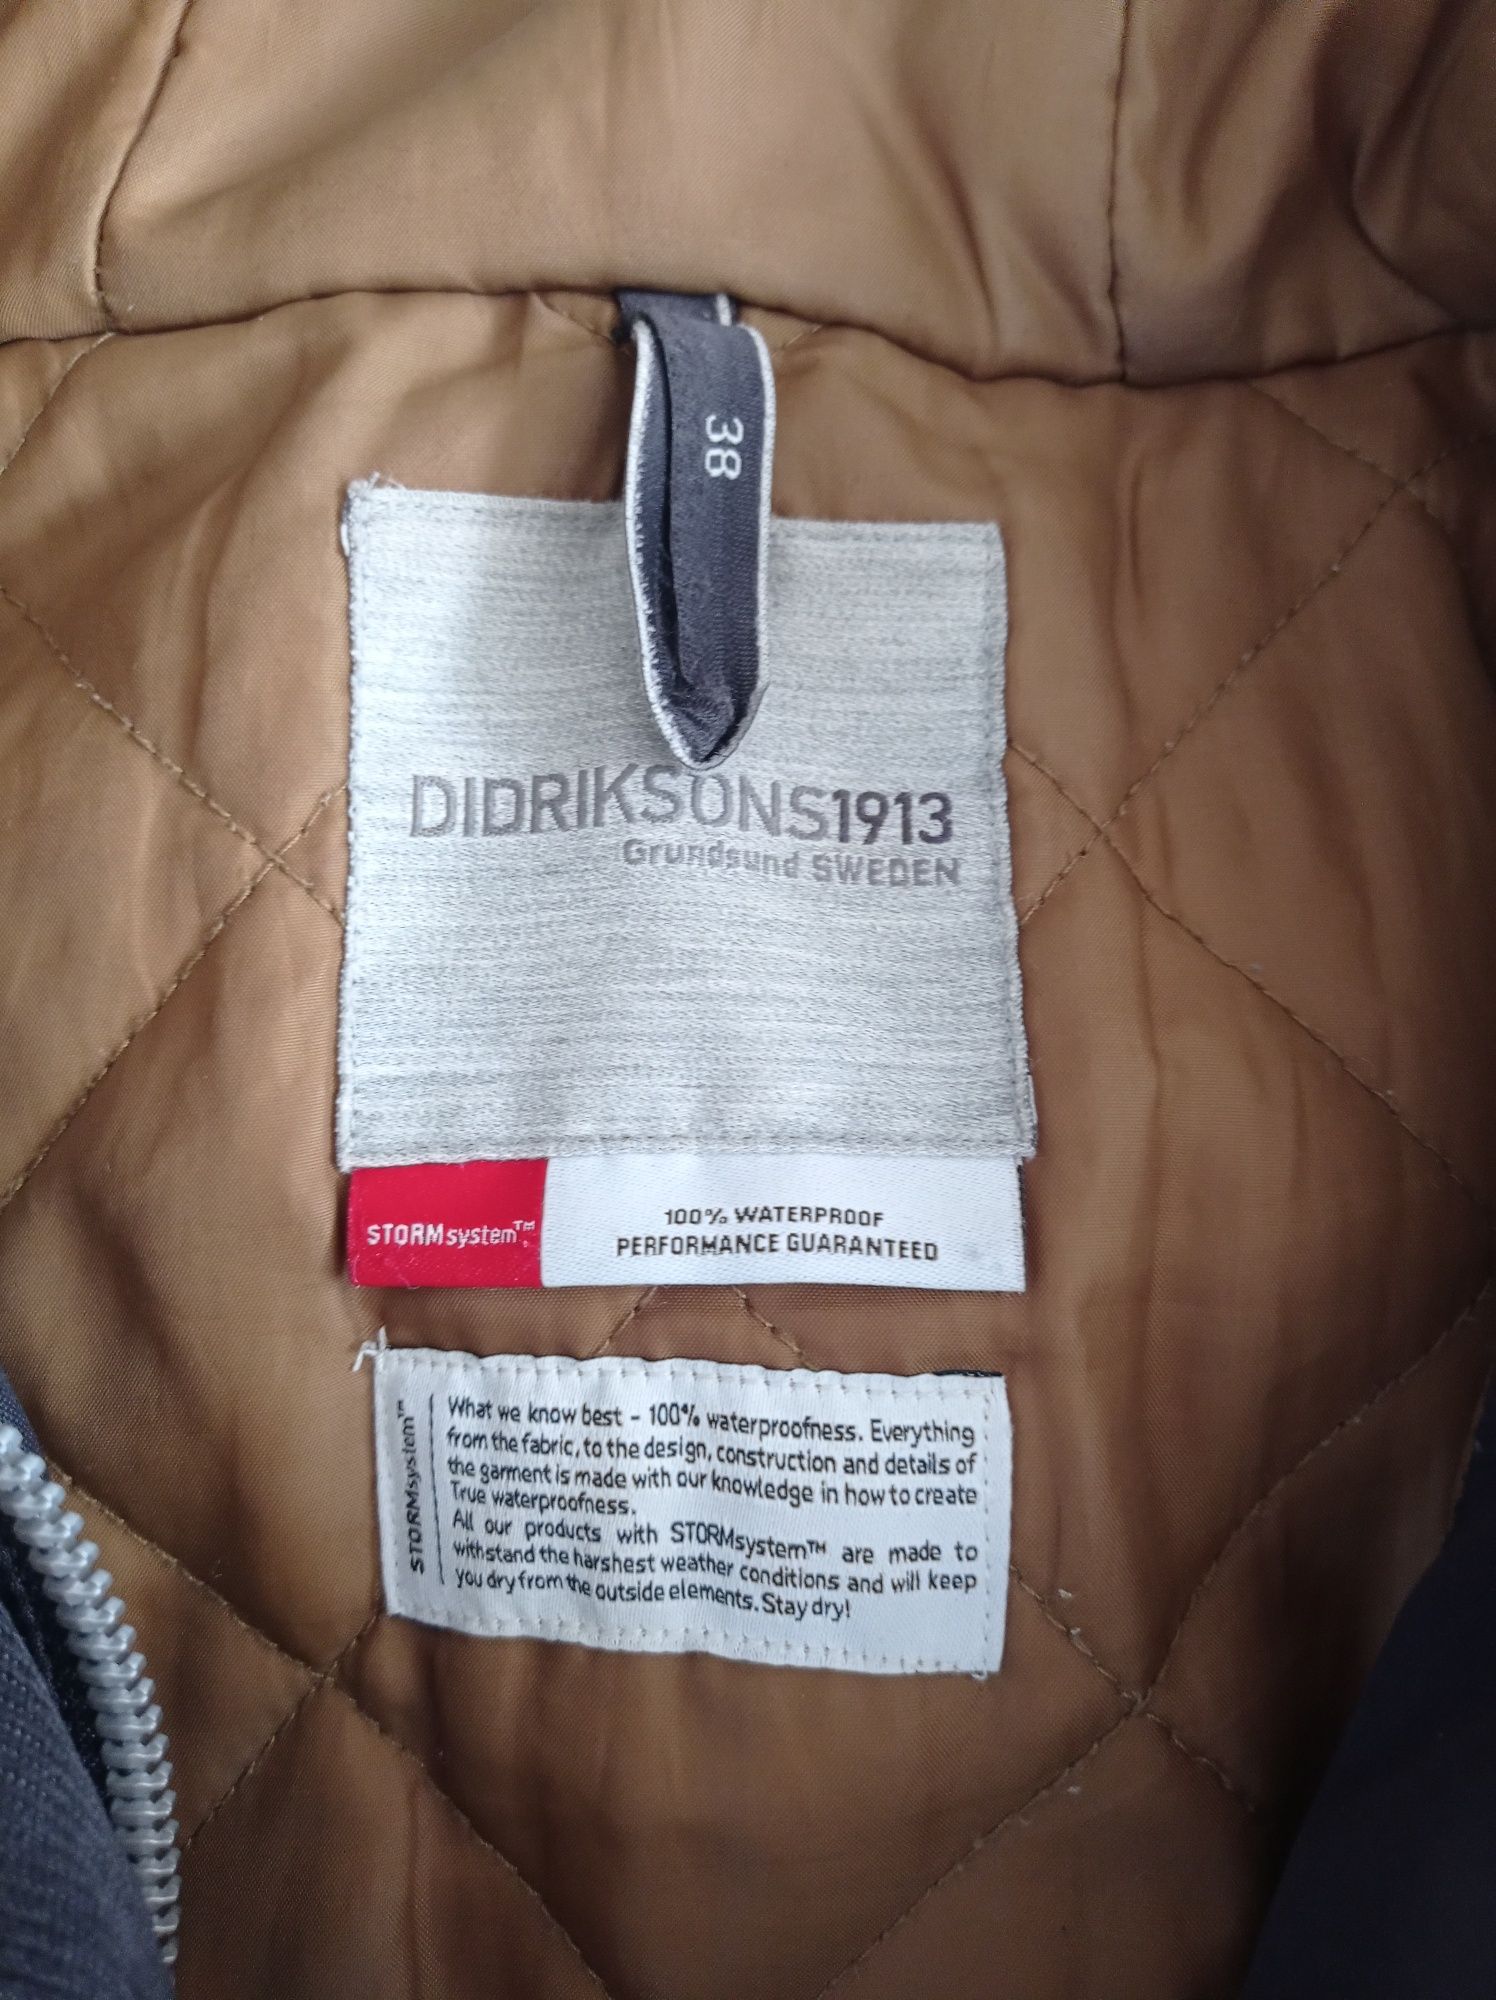 38
DIDRIKSONS1913
Grundsund SWEDEN
STORMsystem™
100% WATERPROOF
PERFORMANCE GUARANTEED
STORMsystem™
What we know best - 100% waterproofness. Everything
from the fabric, to the design, construction and details of
the garment is made with our knowledge in how to create
True waterproofness.
All our products with STORMsystem™ are made to
withstand the harshest weather conditions and will keep
you dry from the outside elements. Stay dry!